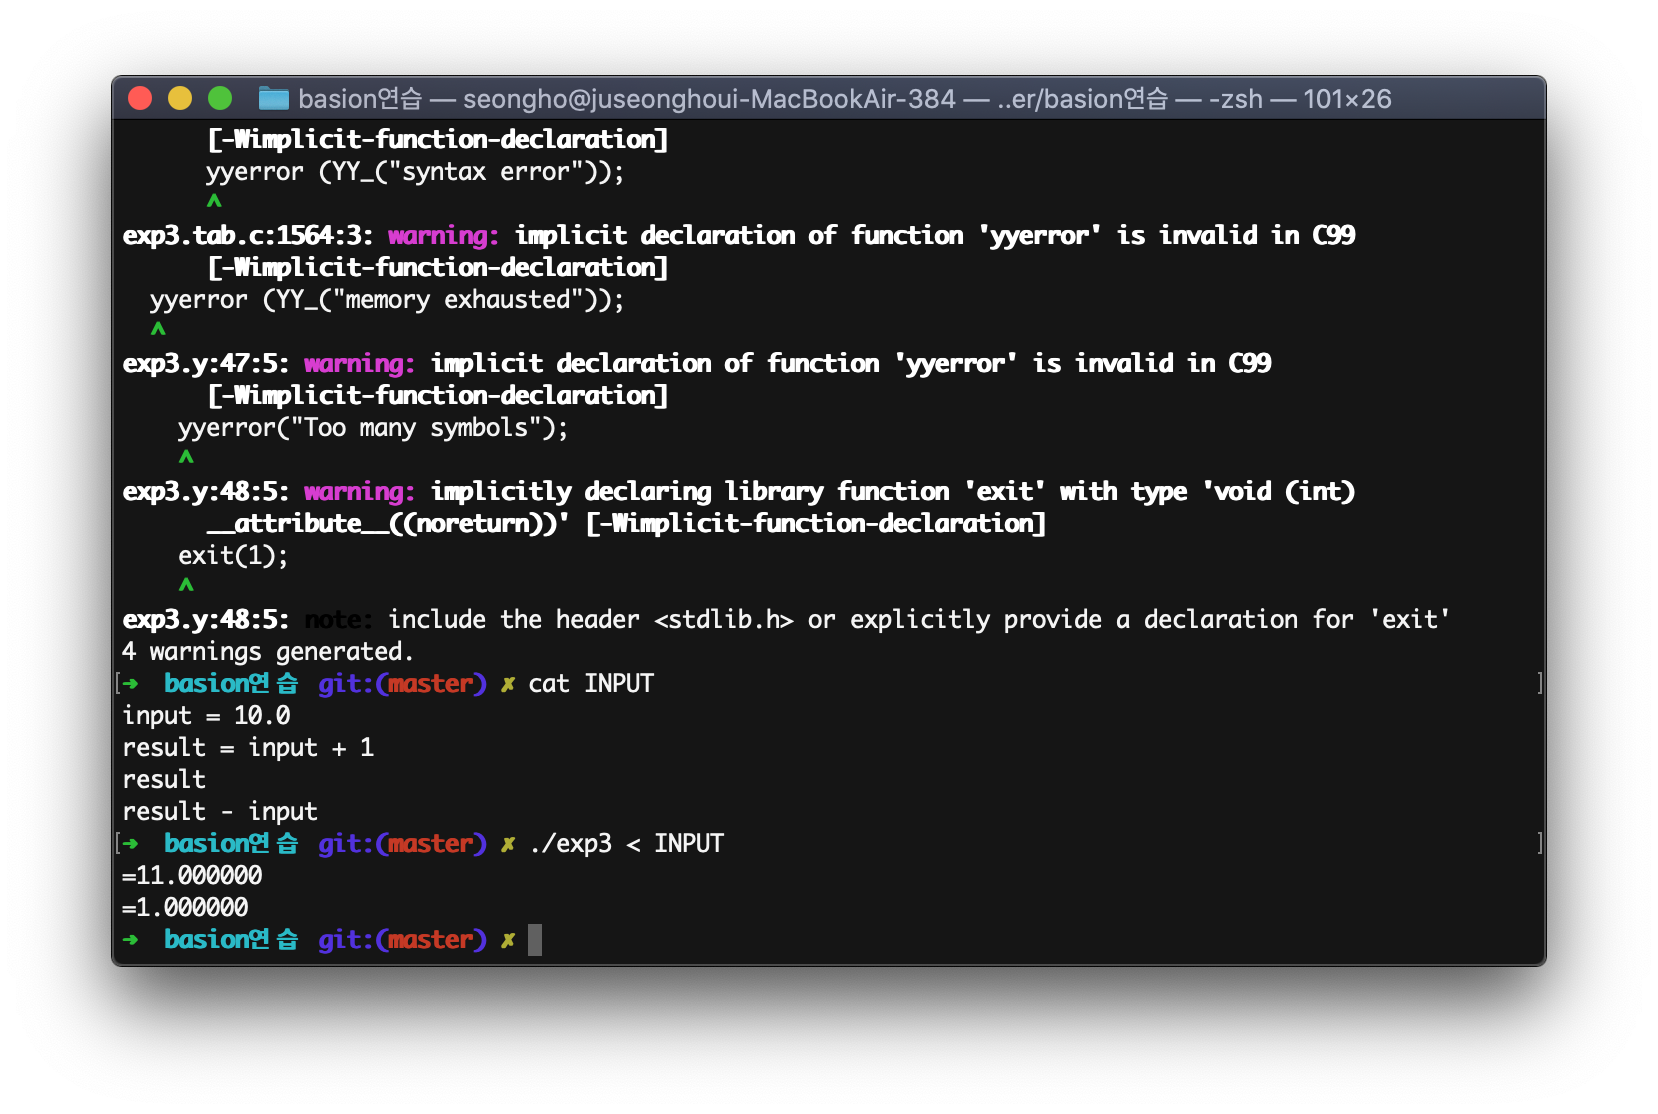 basion연습 — seongho@juseonghoui-MacBookAir-384 — ..er/basion연습 — -zsh — 101×26
[-Wimplicit-function-declaration]
yyerror (YY_("syntax error"));
^
exp3.tab.c:1564:3: warning: implicit declaration of function 'yyerror' is invalid in C99
[-Wimplicit-function-declaration]
yyerror (YY_("memory exhausted"));
^
exp3.y:47:5: warning: implicit declaration of function 'yyerror' is invalid in C99
[-Wimplicit-function-declaration]
yyerror("Too many symbols");
^
exp3.y:48:5: warning: implicitly declaring library function 'exit' with type 'void (int)
__attribute__((noreturn))' [-Wimplicit-function-declaration]
exit(1);
^
exp3.y:48:5: note: include the header <stdlib.h> or explicitly provide a declaration for 'exit'
4 warnings generated.
[➜ basion연습 git:(master) ✗ cat INPUT ]
input = 10.0
result = input + 1
result
result - input
[➜ basion연습 git:(master) ✗ ./exp3 < INPUT ]
=11.000000
=1.000000
➜ basion연습 git:(master) ✗